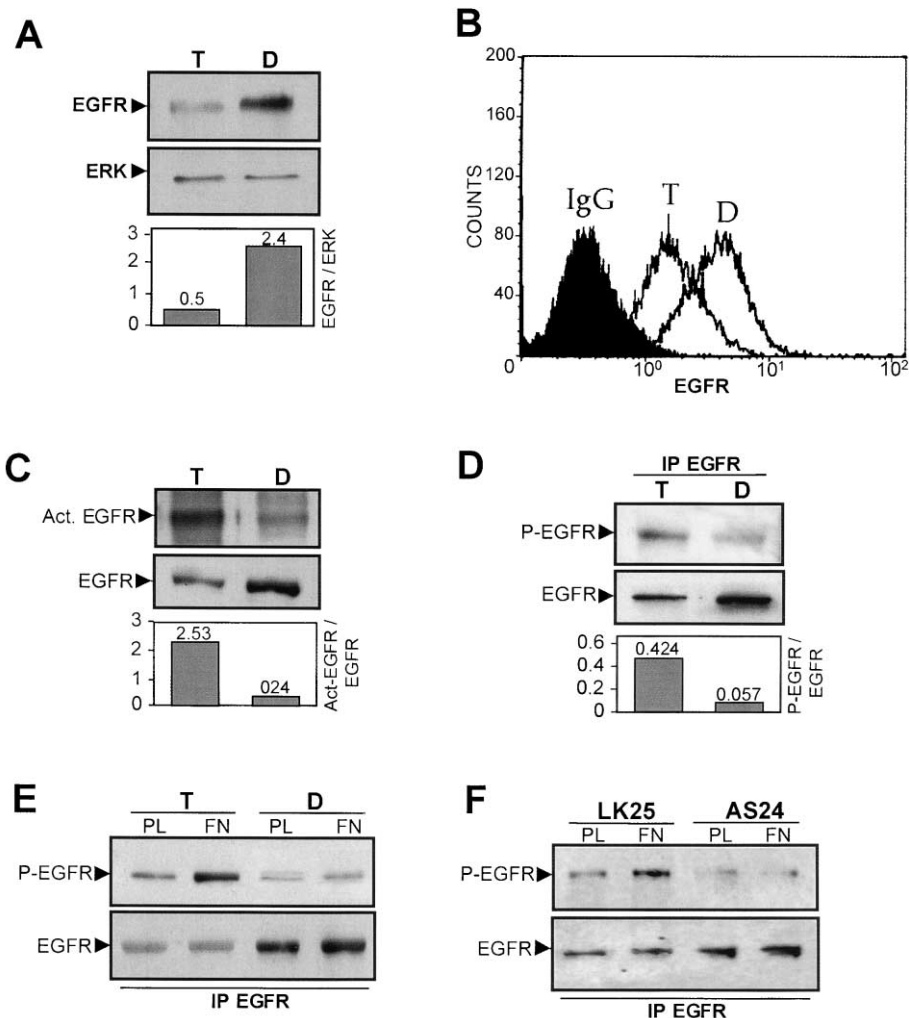 A
T D
EGFR
ERK
3
2
1
0
0.5
2.4
EGFR / ERK
B
200
160
120
80
40
0
COUNTS
IgG
T
D
10⁰ 10¹ 10²
EGFR
C
T D
Act. EGFR
EGFR
3
2
1
0
2.53
024
Act-EGFR /
EGFR
D
IP EGFR
T D
P-EGFR
EGFR
0.6
0.4
0.2
0
0.424
0.057
P-EGFR /
EGFR
E
T D
PL FN PL FN
P-EGFR
EGFR
IP EGFR
F
LK25 AS24
PL FN PL FN
P-EGFR
EGFR
IP EGFR